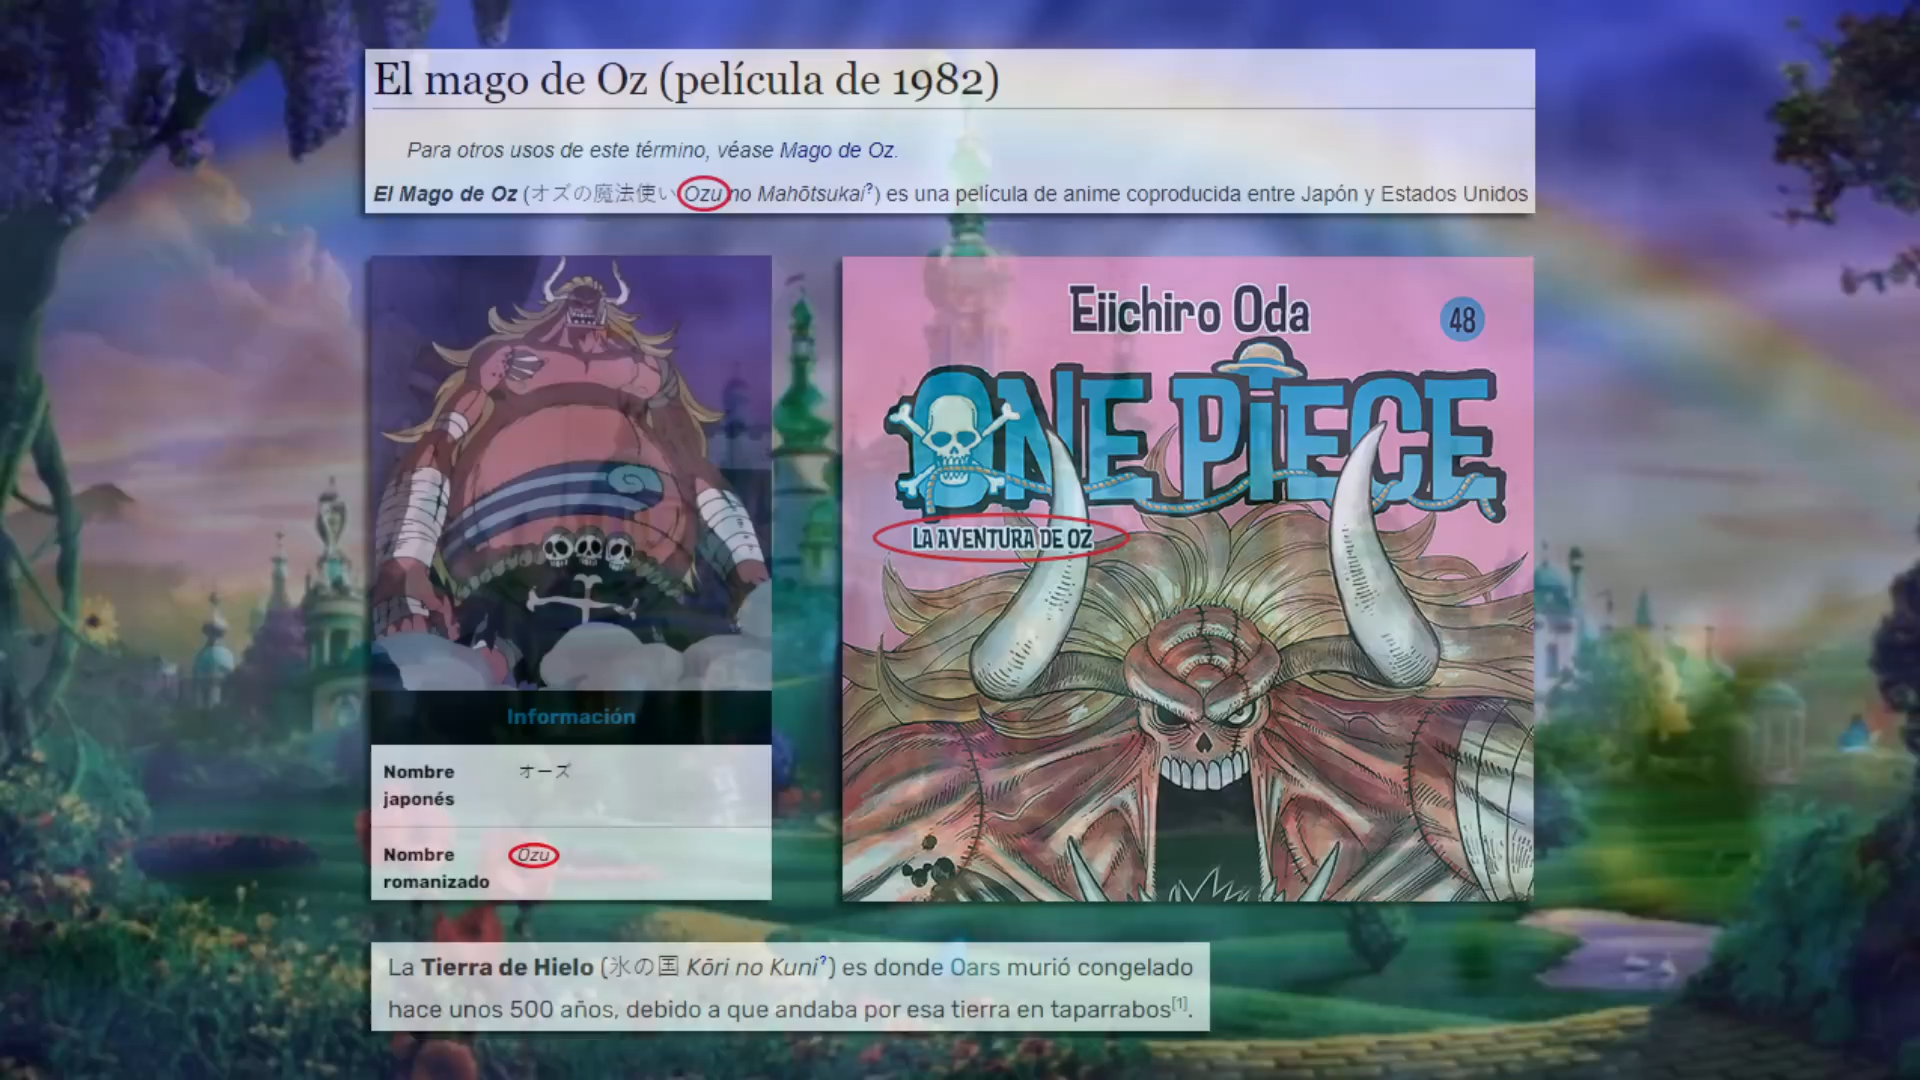 El mago de Oz (película de 1982)
Para otros usos de este término, véase Mago de Oz.
El Mago de Oz (オズの魔法使い Ozu no Mahōtsukai?) es una película de anime coproducida entre Japón y Estados Unidos
Eiichiro Oda
48
ONE PIECE
LA AVENTURA DE OZ
Información
Nombre japonés
オーズ
Nombre romanizado
Ōzu
La Tierra de Hielo (氷の国 Kōri no Kuni?) es donde Oars murió congelado
hace unos 500 años, debido a que andaba por esa tierra en taparrabos[1].